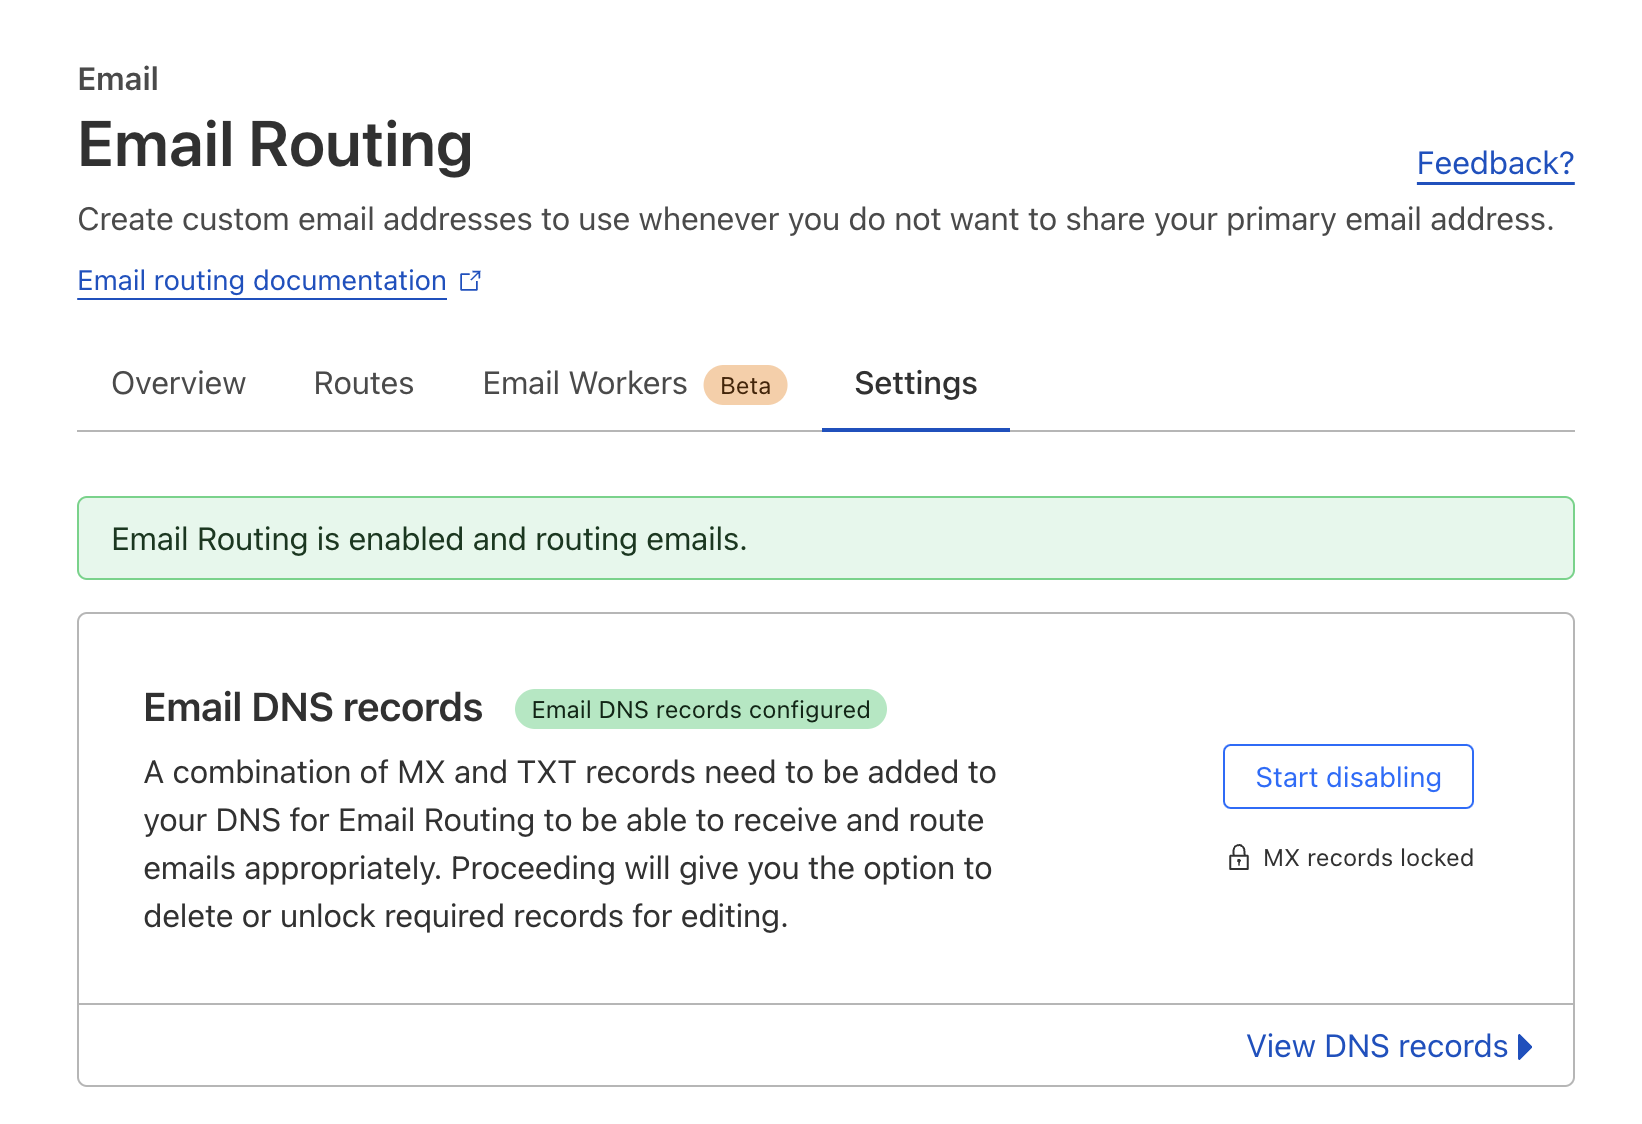 Email
Email Routing
Feedback?
Create custom email addresses to use whenever you do not want to share your primary email address.
Email routing documentation
Overview Routes Email Workers Beta Settings
Email Routing is enabled and routing emails.
Email DNS records Email DNS records configured
A combination of MX and TXT records need to be added to
your DNS for Email Routing to be able to receive and route
emails appropriately. Proceeding will give you the option to
delete or unlock required records for editing.
Start disabling
MX records locked
View DNS records